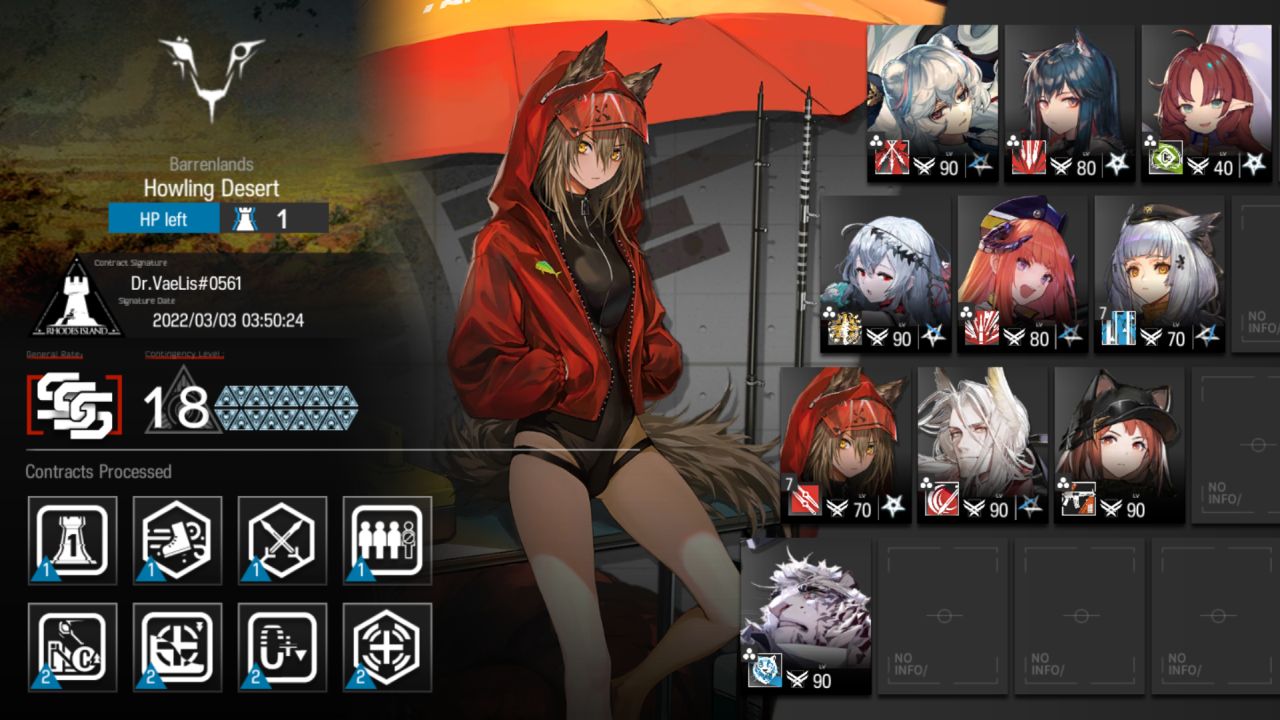 Barrenlands
Howling Desert
HP left 1
Contract Signature
Dr.VaeLis#0561
Signature Date
2022/03/03 03:50:24
RHODES ISLAND
General Rate:
Contingency Level:
SSS
18
Contracts Processed
1
1
1
1
1
2
2
2
2
LV 90
LV 80
LV 40
LV 90
LV 80
7 LV 70
NO INFO/
7 LV 70
LV 90
LV 90
NO INFO/
LV 90
NO INFO/
NO INFO/
NO INFO/